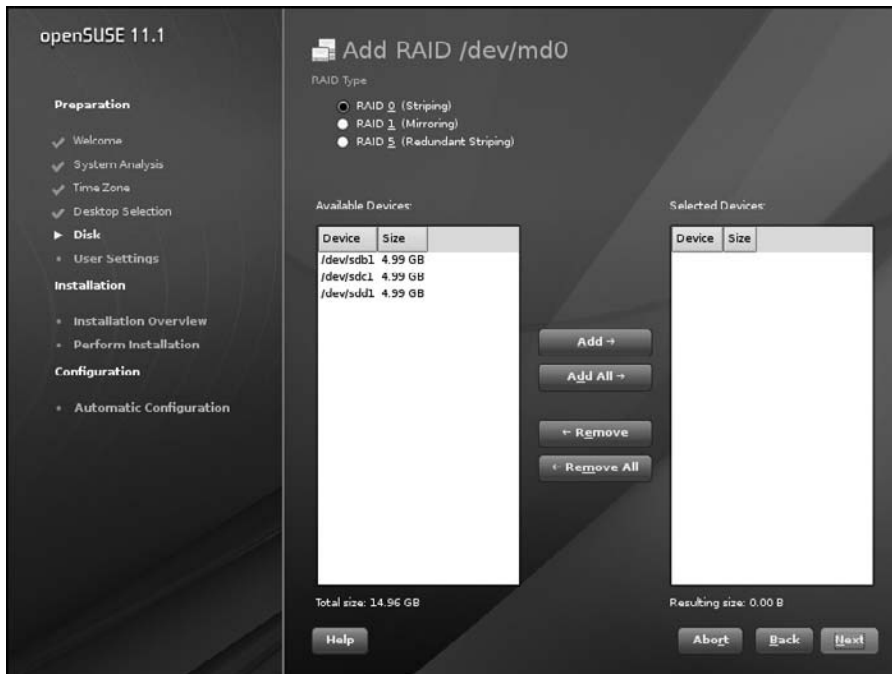 openSUSE 11.1
Preparation
Welcome
System Analysis
Time Zone
Desktop Selection
Disk
User Settings
Installation
Installation Overview
Perform Installation
Configuration
Automatic Configuration
Add RAID /dev/md0
RAID Type
RAID 0 (Striping)
RAID 1 (Mirroring)
RAID 5 (Redundant Striping)
Available Devices:
Device Size
/dev/sdb1 4.99 GB
/dev/sdc1 4.99 GB
/dev/sdd1 4.99 GB
Total size: 14.96 GB
Add →
Add All →
← Remove
← Remove All
Selected Devices:
Device Size
Resulting size: 0.00 B
Help
Abort
Back
Next